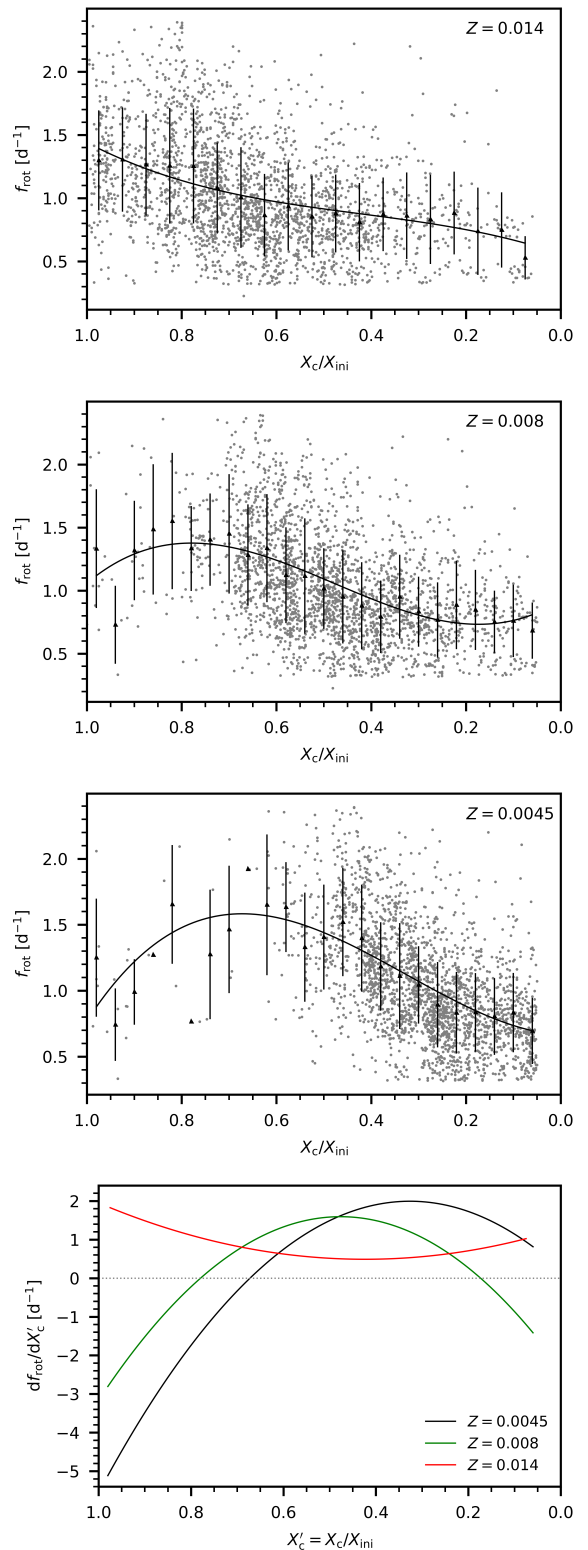 Z = 0.014
2.0
1.5
1.0
0.5
f_rot [d⁻¹]
1.0 0.8 0.6 0.4 0.2 0.0
X_c/X_ini
Z = 0.008
2.0
1.5
1.0
0.5
f_rot [d⁻¹]
1.0 0.8 0.6 0.4 0.2 0.0
X_c/X_ini
Z = 0.0045
2.0
1.5
1.0
0.5
f_rot [d⁻¹]
1.0 0.8 0.6 0.4 0.2 0.0
X_c/X_ini
2
1
0
−1
−2
−3
−4
−5
df_rot/dX′_c [d⁻¹]
Z = 0.0045
Z = 0.008
Z = 0.014
1.0 0.8 0.6 0.4 0.2 0.0
X′_c = X_c/X_ini